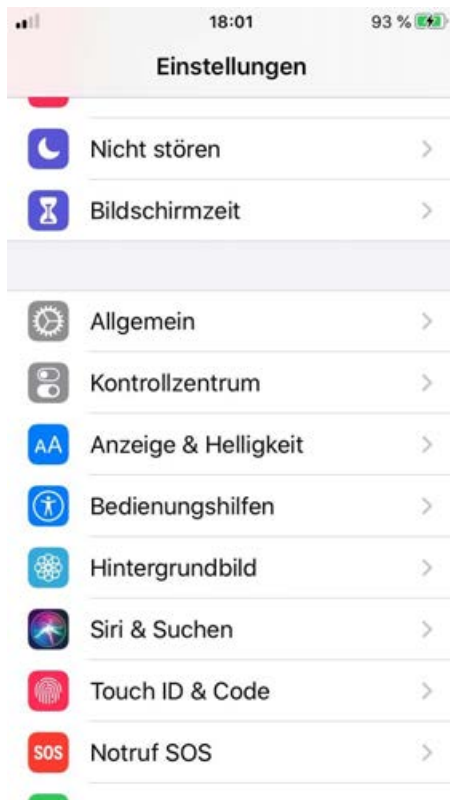 18:01 93 %
Einstellungen
Nicht stören
Bildschirmzeit
Allgemein
Kontrollzentrum
AA Anzeige & Helligkeit
Bedienungshilfen
Hintergrundbild
Siri & Suchen
Touch ID & Code
SOS Notruf SOS